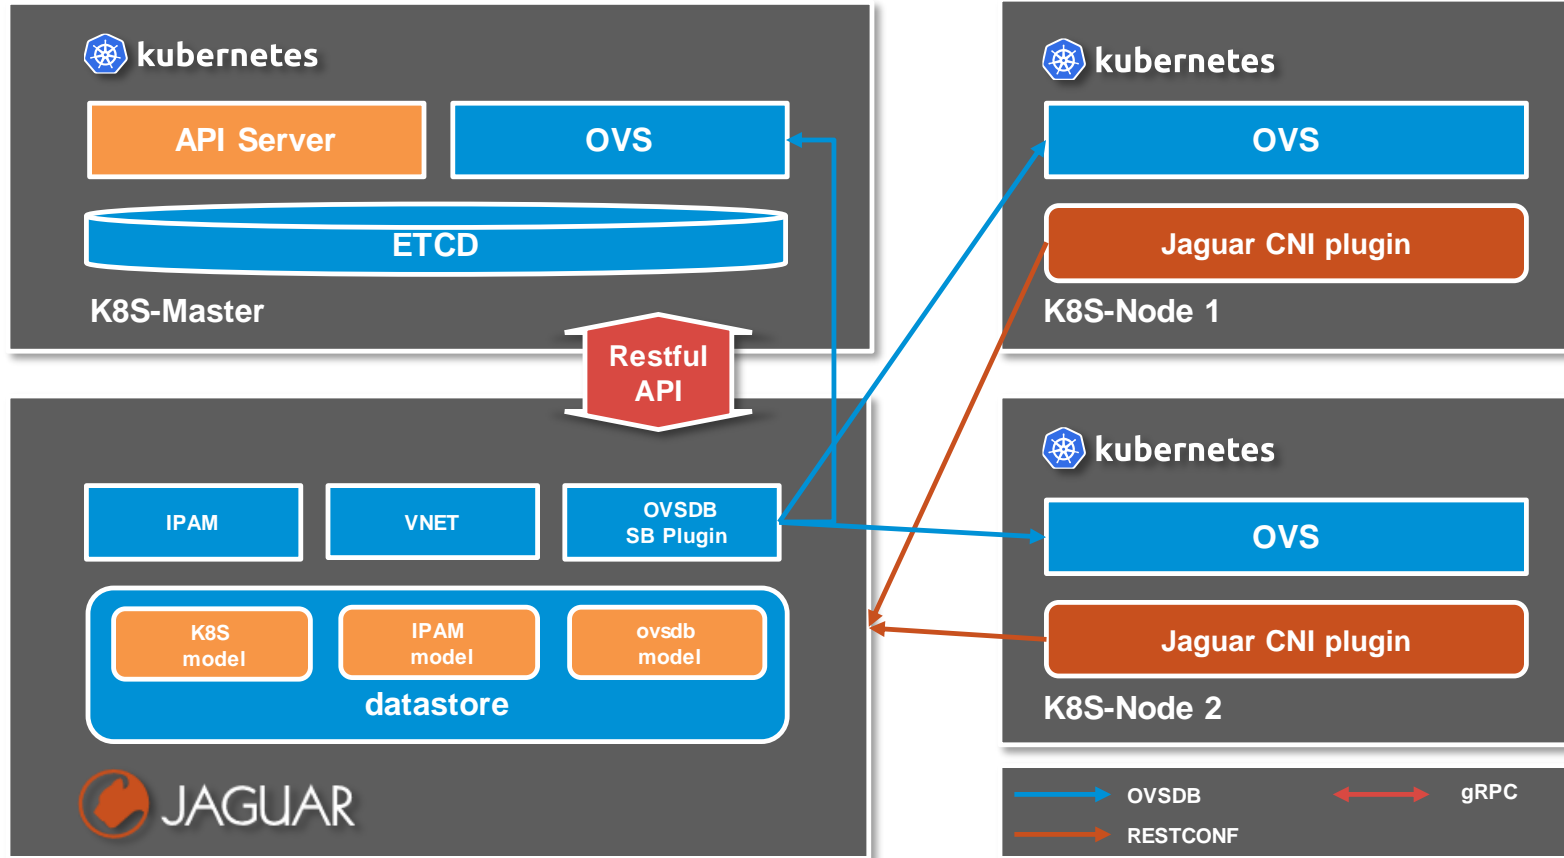 kubernetes
API Server
OVS
ETCD
K8S-Master
Restful
API
IPAM
VNET
OVSDB
SB Plugin
K8S
model
IPAM
model
ovsdb
model
datastore
JAGUAR
kubernetes
OVS
Jaguar CNI plugin
K8S-Node 1
kubernetes
OVS
Jaguar CNI plugin
K8S-Node 2
OVSDB
gRPC
RESTCONF